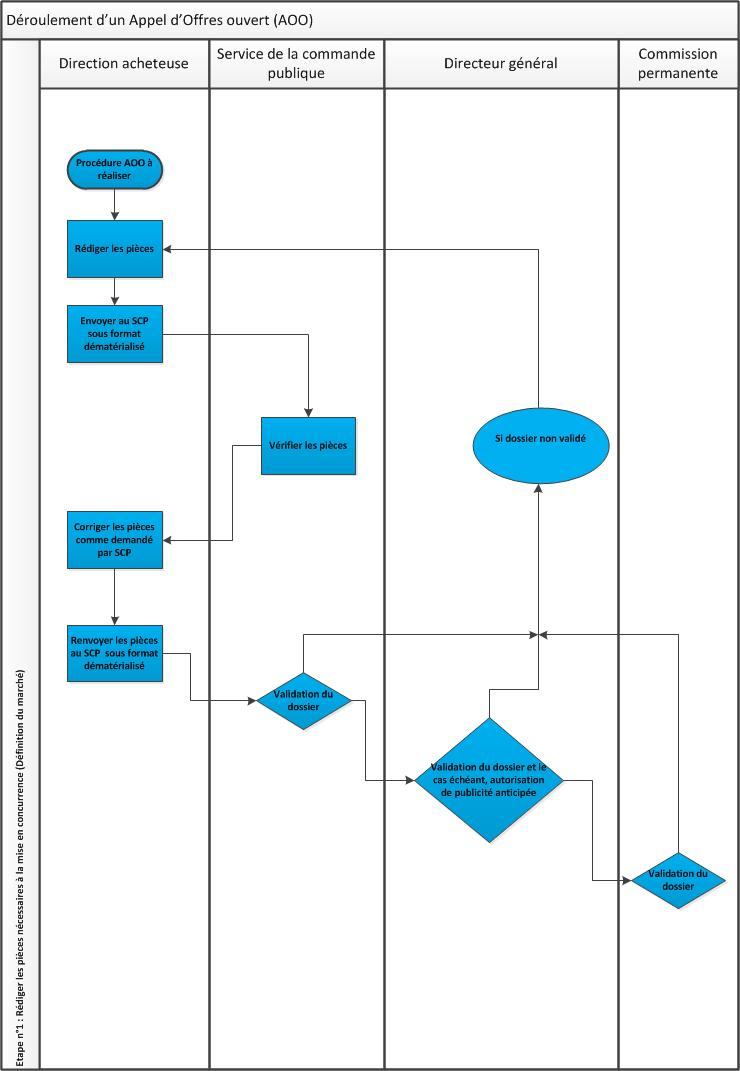 Déroulement d’un Appel d’Offres ouvert (AOO)
Direction acheteuse
Service de la commande
publique
Directeur général
Commission
permanente
Procédure AOO à
réaliser
Rédiger les pièces
Envoyer au SCP
sous format
dématérialisé
Vérifier les pièces
Si dossier non validé
Corriger les pièces
comme demandé
par SCP
Renvoyer les pièces
au SCP sous format
dématérialisé
Validation du
dossier
Validation du dossier et le
cas échéant, autorisation
de publicité anticipée
Validation du
dossier
Etape n°1 : Rédiger les pièces nécessaires à la mise en concurrence (Définition du marché)